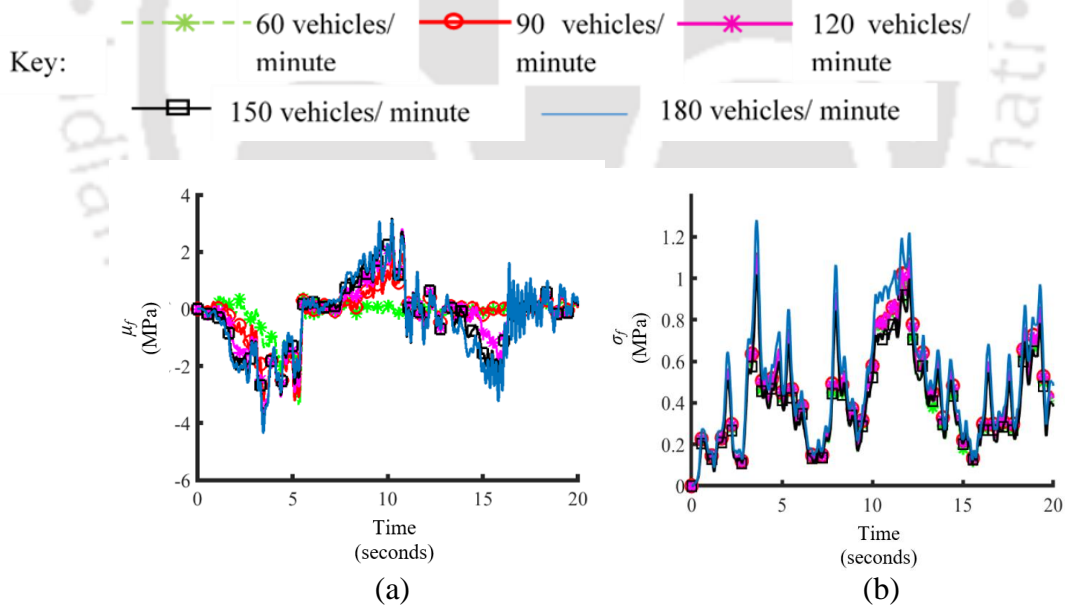 60 vehicles/ minute
90 vehicles/ minute
120 vehicles/ minute
Key:
150 vehicles/ minute
180 vehicles/ minute
hati
4
2
0
-2
-4
-6
μf
(MPa)
0
5
10
15
20
Time
(seconds)
(a)
1.2
1
0.8
0.6
0.4
0.2
0
σf
(MPa)
0
5
10
15
20
Time
(seconds)
(b)